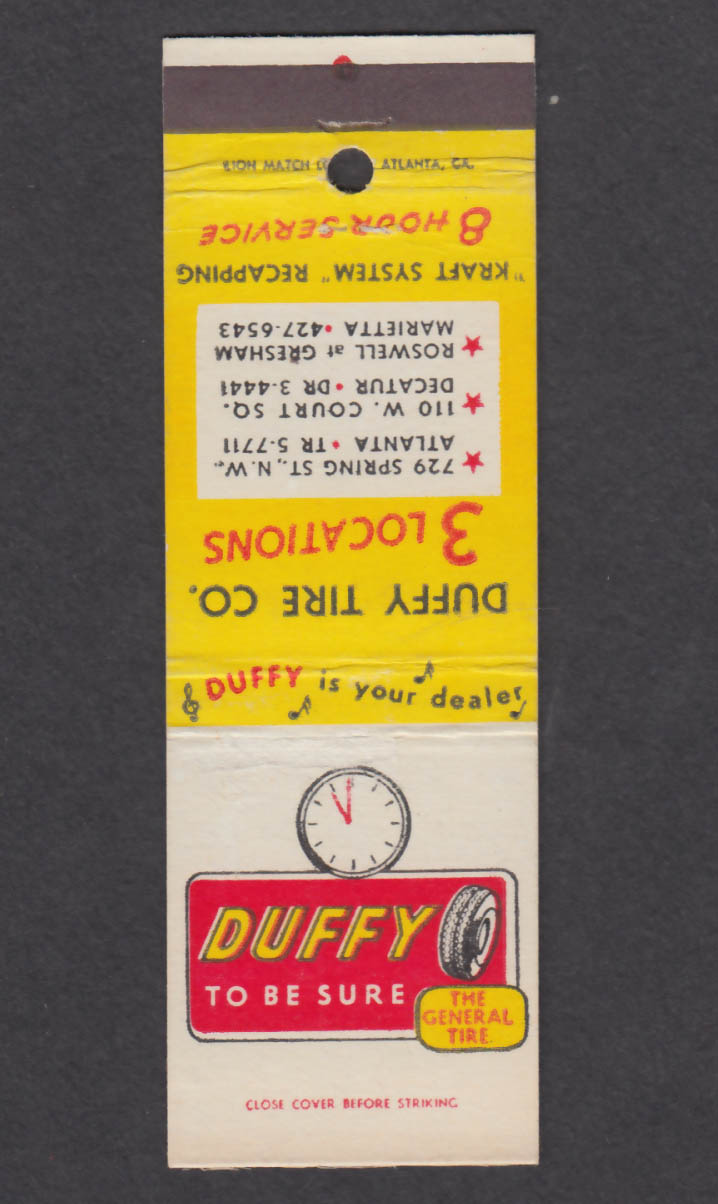 LION MATCH ATLANTA, GA.
DUFFY TIRE CO.
3 LOCATIONS
★ 729 SPRING ST., N.W.
ATLANTA • TR 5-7711
★ 110 W. COURT SQ.
DECATUR • DR 3-4441
★ ROSWELL at GRESHAM
MARIETTA • 427-6543
"KRAFT SYSTEM" RECAPPING
8 HOUR SERVICE
DUFFY is your dealer
DUFFY
TO BE SURE
THE
GENERAL
TIRE
CLOSE COVER BEFORE STRIKING